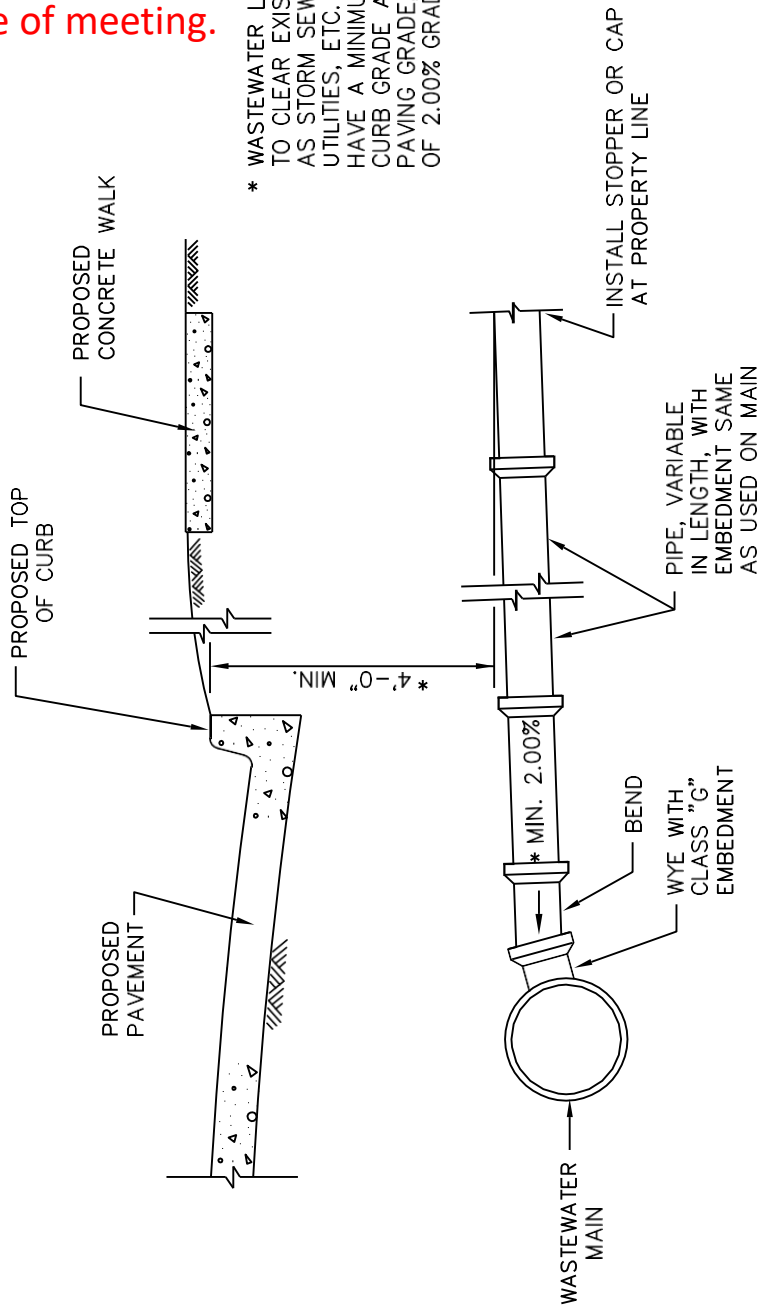 e of meeting.
* WASTEWATER L
TO CLEAR EXIS
AS STORM SEW
UTILITIES, ETC.
HAVE A MINIMU
CURB GRADE A
PAVING GRADE
OF 2.00% GRAD
PROPOSED
CONCRETE WALK
PROPOSED TOP
OF CURB
PROPOSED
PAVEMENT
*4'-0" MIN.
INSTALL STOPPER OR CAP
AT PROPERTY LINE
PIPE, VARIABLE
IN LENGTH, WITH
EMBEDMENT SAME
AS USED ON MAIN
* MIN. 2.00%
BEND
WYE WITH
CLASS "G"
EMBEDMENT
WASTEWATER
MAIN